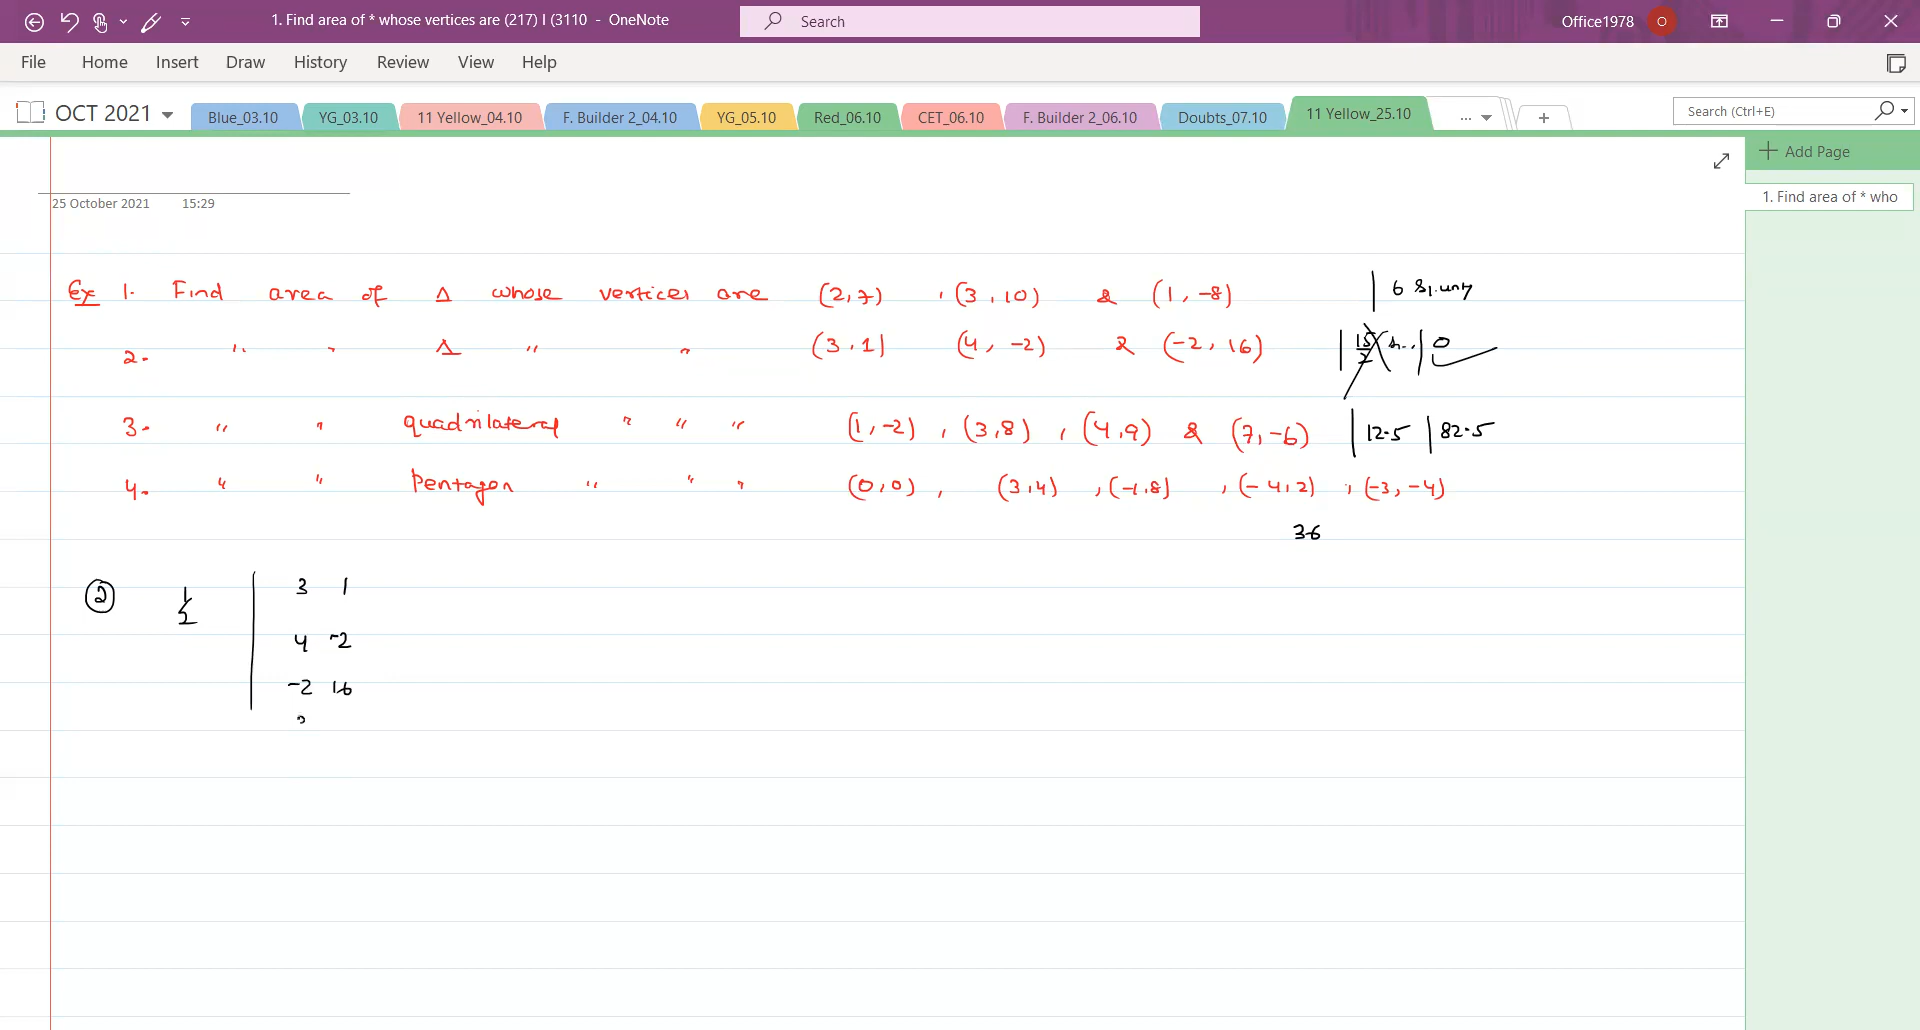 1. Find area of * whose vertices are (217) I (3110 - OneNote
Search
Office1978
O
File Home Insert Draw History Review View Help
OCT 2021
Blue_03.10 YG_03.10 11 Yellow_04.10 F. Builder 2_04.10 YG_05.10 Red_06.10 CET_06.10 F. Builder 2_06.10 Doubts_07.10 11 Yellow_25.10 ... +
Search (Ctrl+E)
Add Page
1. Find area of * who
25 October 2021 15:29
Ex 1. Find area of Δ whose vertices are (2,7) , (3,10) & (1,-8) | 6 sq.unit
2. " " Δ " " (3,1) (4,-2) & (-2,16) | 15/2 | 0
3. " " quadrilateral " " " (1,-2) , (3,8) , (4,9) & (7,-6) | 12.5 | 82.5
4. " " Pentagon " " " (0,0) , (3,4) , (-1,8) , (-4,2) , (-3,-4)
36
② 1/2 | 3 1
4 -2
-2 16